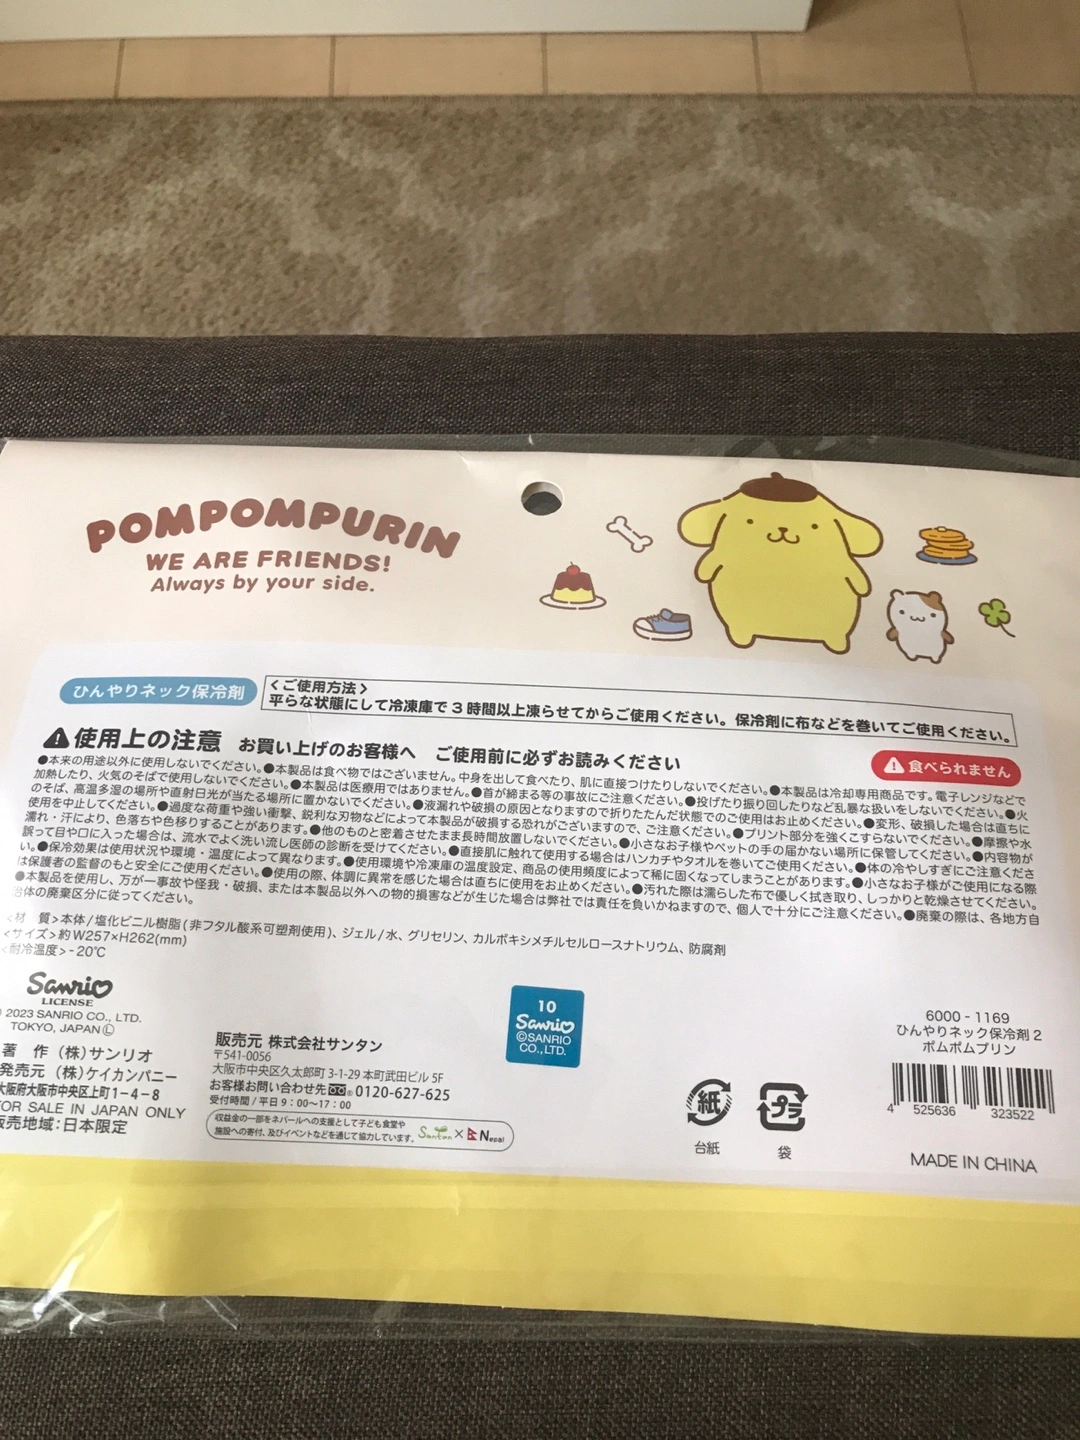 POMPOMPURIN
WE ARE FRIENDS!
Always by your side.
ひんやりネック保冷剤
<ご使用方法>
平らな状態にして冷凍庫で3時間以上凍らせてからご使用ください。保冷剤に布などを巻いてご使用ください。
使用上の注意 お買い上げのお客様へ ご使用前に必ずお読みください
食べられません
●本来の用途以外に使用しないでください。●本製品は食べ物ではございません。中身を出して食べたり、肌に直接つけたりしないでください。●本製品は冷却専用商品です。電子レンジなどで
加熱したり、火気のそばで使用しないでください。●本製品は医療用ではありません。●首が締まる等の事故にご注意ください。●投げたり振り回したりなど乱暴な扱いをしないでください。●火
のそば、高温多湿の場所や直射日光が当たる場所に置かないでください。●液漏れや破損の原因となりますので折りたたんだ状態でのご使用はお止めください。●変形、破損した場合は直ちに
使用を中止してください。●過度な荷重や強い衝撃、鋭利な刃物などによって本製品が破損する恐れがございますので、ご注意ください。●プリント部分を強くこすらないでください。●摩擦や水
濡れ・汗により、色落ちや色移りすることがあります。●他のものと密着させたまま長時間放置しないでください。●小さなお子様やペットの手の届かない場所に保管してください。●内容物が
誤って目や口に入った場合は、流水でよく洗い流し医師の診断を受けてください。●直接肌に触れて使用する場合はハンカチやタオルを巻いてご使用ください。●体の冷やしすぎにご注意くださ
い。●保冷効果は使用状況や環境・温度によって異なります。●使用環境や冷凍庫の温度設定、商品の使用頻度によって稀に固くなってしまうことがあります。●小さなお子様がご使用になる際
は保護者の監督のもと安全にご使用ください。●使用の際、体調に異常を感じた場合は直ちに使用をお止めください。●汚れた際は濡らした布で優しく拭き取り、しっかりと乾燥させてください。
●本製品を使用し、万が一事故や怪我・破損、または本製品以外への物的損害などが生じた場合は弊社では責任を負いかねますので、個人で十分にご注意ください。●廃棄の際は、各地方自
治体の廃棄区分に従ってください。
<材 質>本体/塩化ビニル樹脂(非フタル酸系可塑剤使用)、ジェル/水、グリセリン、カルボキシメチルセルロースナトリウム、防腐剤
<サイズ>約W257×H262(mm)
<耐冷温度>-20℃
Sanrio
LICENSE
2023 SANRIO CO., LTD.
TOKYO, JAPAN Ⓛ
著 作 (株)サンリオ
発売元 (株)ケイカンパニー
大阪府大阪市中央区上町1-4-8
FOR SALE IN JAPAN ONLY
販売地域:日本限定
販売元 株式会社サンタン
〒541-0056
大阪市中央区久太郎町3-1-29 本町武田ビル5F
お客様お問い合わせ先 0120-627-625
受付時間/平日9:00〜17:00
収益金の一部をネパールへの支援として子ども食堂や
施設への寄付、及びイベントなどを通じて協力しています。 Santan × Nepal
10
Sanrio
©SANRIO
CO.,LTD.
紙
台紙
プラ
袋
6000-1169
ひんやりネック保冷剤2
ポムポムプリン
4 525636 323522
MADE IN CHINA